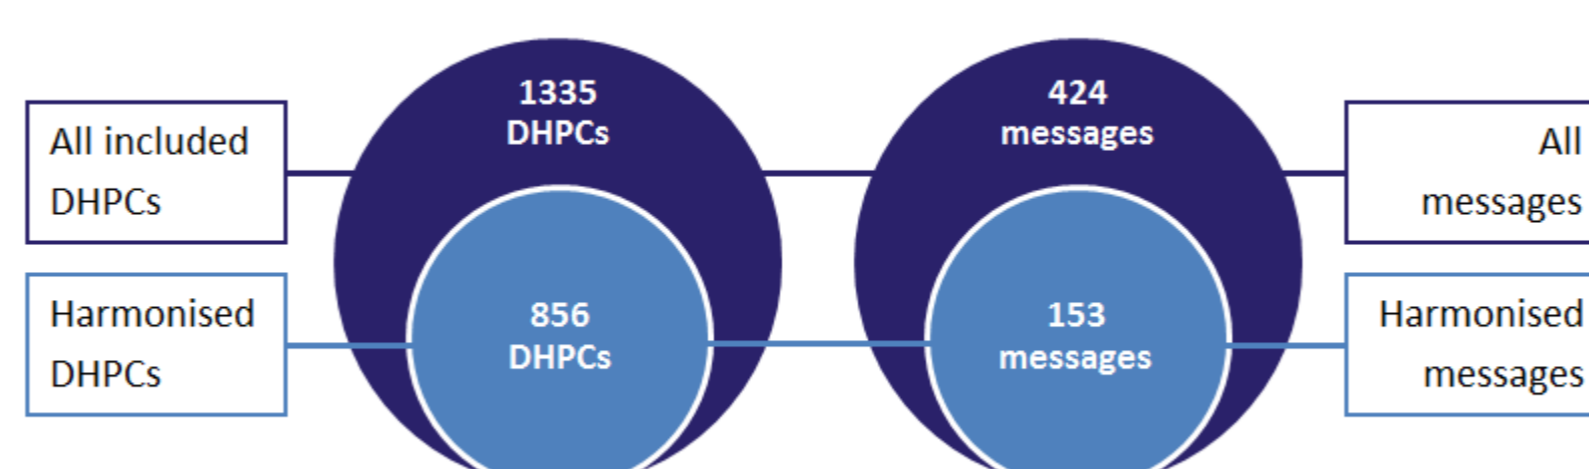 1335
DHPCs
424
messages
All included
DHPCs
All
messages
Harmonised
DHPCs
856
DHPCs
153
messages
Harmonised
messages